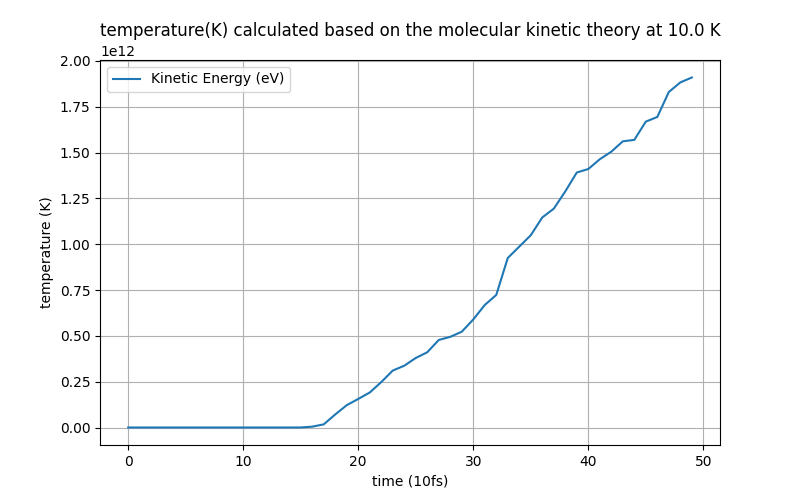 temperature(K) calculated based on the molecular kinetic theory at 10.0 K
1e12
2.00
1.75
1.50
1.25
1.00
0.75
0.50
0.25
0.00
temperature (K)
Kinetic Energy (eV)
0 10 20 30 40 50
time (10fs)